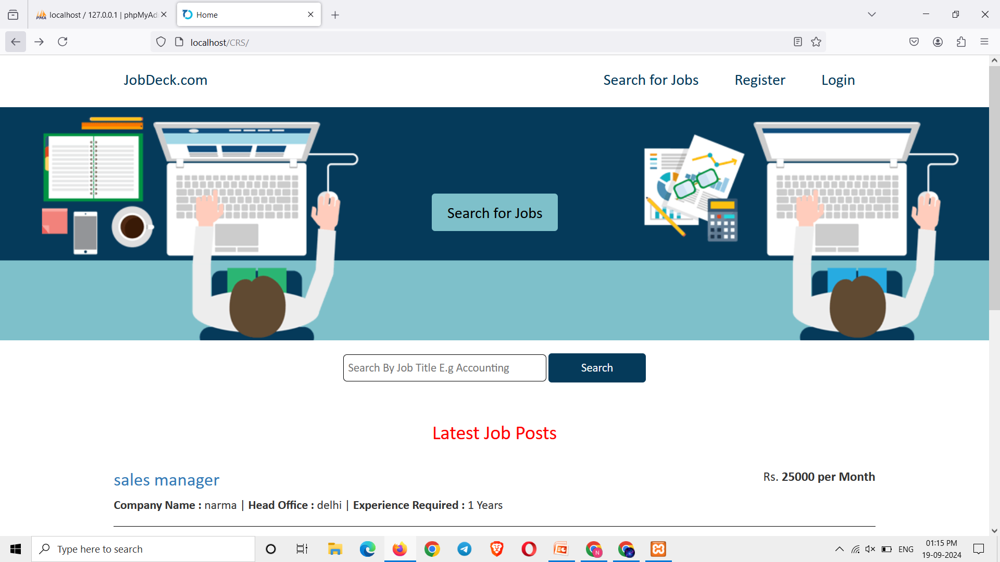 localhost / 127.0.0.1 | phpMyAd
Home
localhost/CRS/
JobDeck.com
Search for Jobs
Register
Login
Search for Jobs
Search By Job Title E.g Accounting
Search
Latest Job Posts
sales manager
Rs. 25000 per Month
Company Name : narma | Head Office : delhi | Experience Required : 1 Years
Type here to search
ENG
01:15 PM
19-09-2024